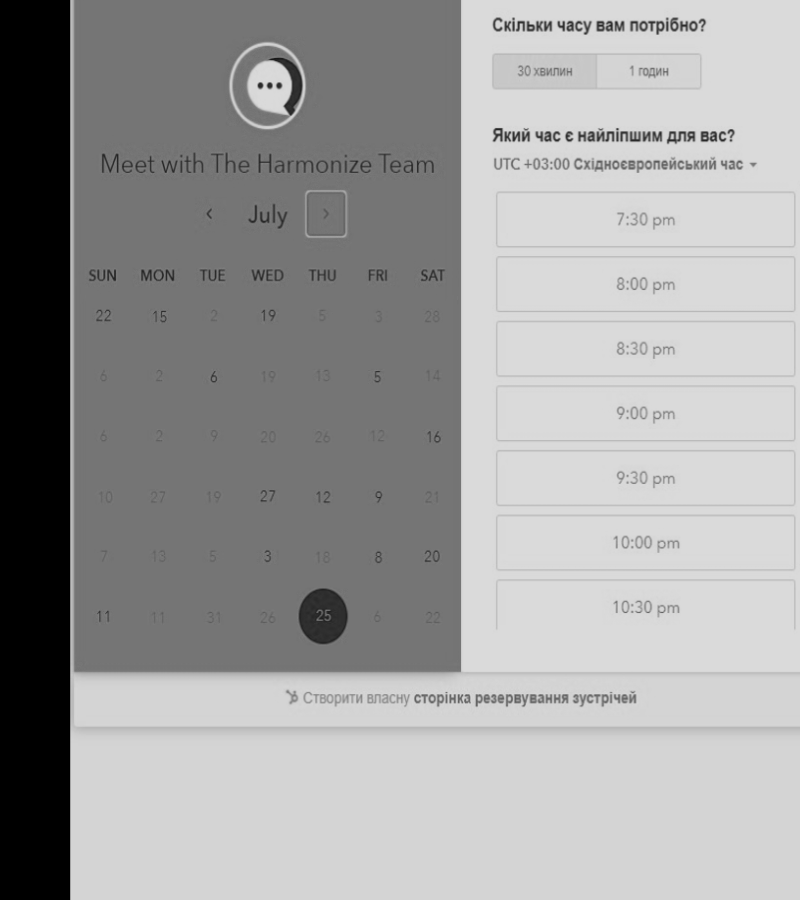 Meet with The Harmonize Team
‹ July ›
SUN MON TUE WED THU FRI SAT
22 15 2 19 5 3 28
6 2 6 19 13 5 14
6 2 9 20 26 12 16
10 27 19 27 12 9 21
7 13 5 3 18 8 20
11 11 31 26 25 6 22
Скільки часу вам потрібно?
30 хвилин 1 годин
Який час є найліпшим для вас?
UTC +03:00 Східноєвропейський час
7:30 pm
8:00 pm
8:30 pm
9:00 pm
9:30 pm
10:00 pm
10:30 pm
Створити власну сторінка резервування зустрічей